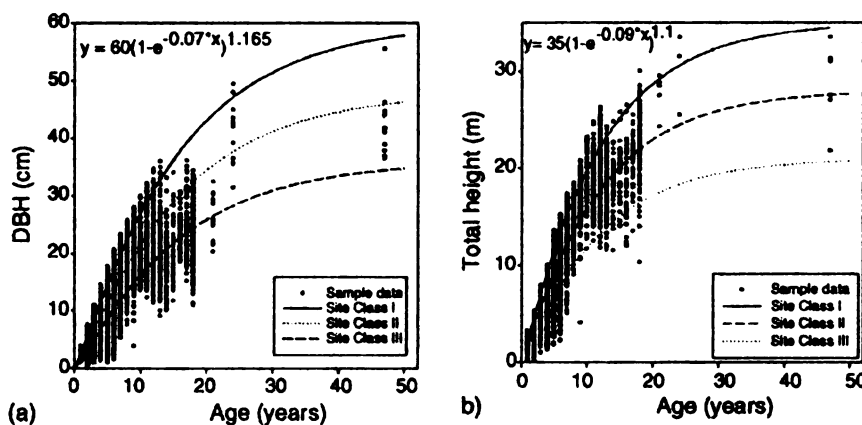 y = 60(1-e^-0.07*x)^1.165
60
50
40
30
20
10
0
DBH (cm)
Sample data
Site Class I
Site Class II
Site Class III
0 10 20 30 40 50
(a) Age (years)
y= 35(1-e^-0.09*x)^1.1
30
20
10
0
Total height (m)
Sample data
Site Class I
Site Class II
Site Class III
0 10 20 30 40 50
b) Age (years)